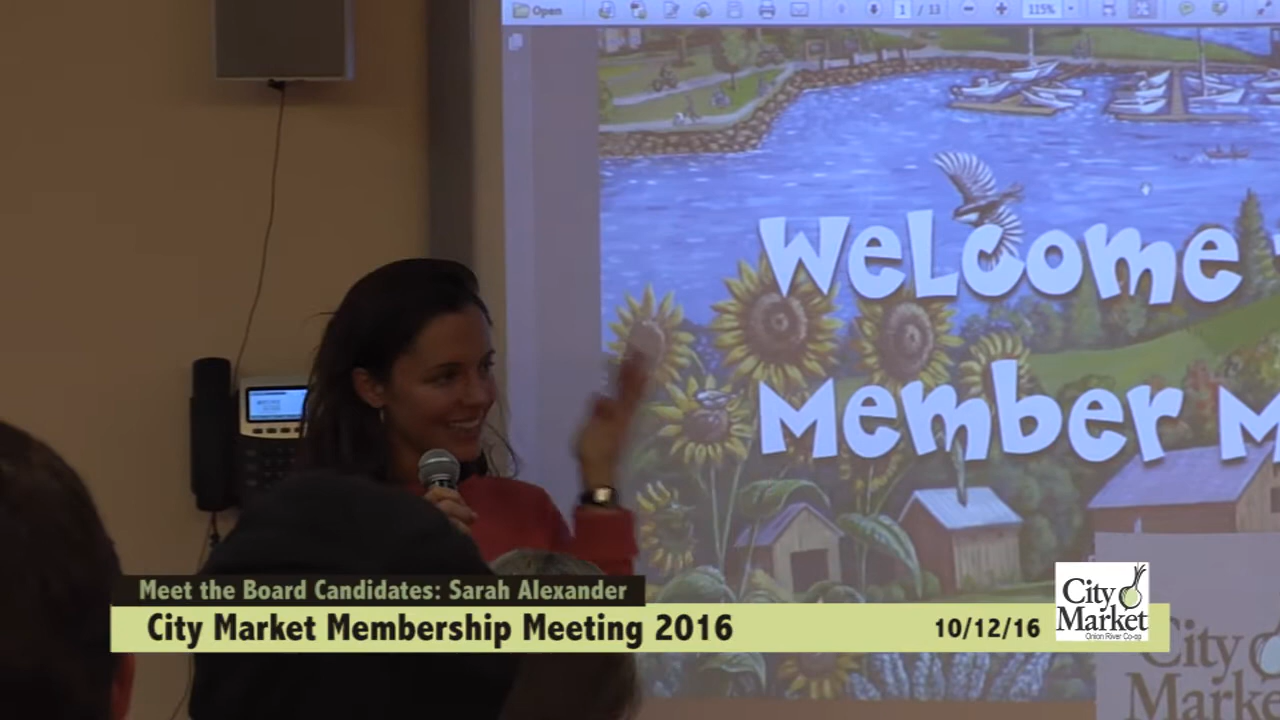 Open
1 / 13
115%
Welcome
Member M
Meet the Board Candidates: Sarah Alexander
City Market Membership Meeting 2016
10/12/16
City
Market
Onion River Co-op
City
Marke